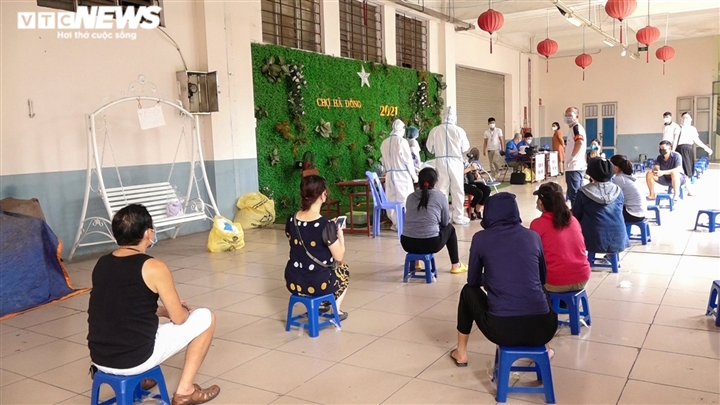 VTC NEWS
Hơi thở cuộc sống
CHỢ HÀ ĐÔNG 2021